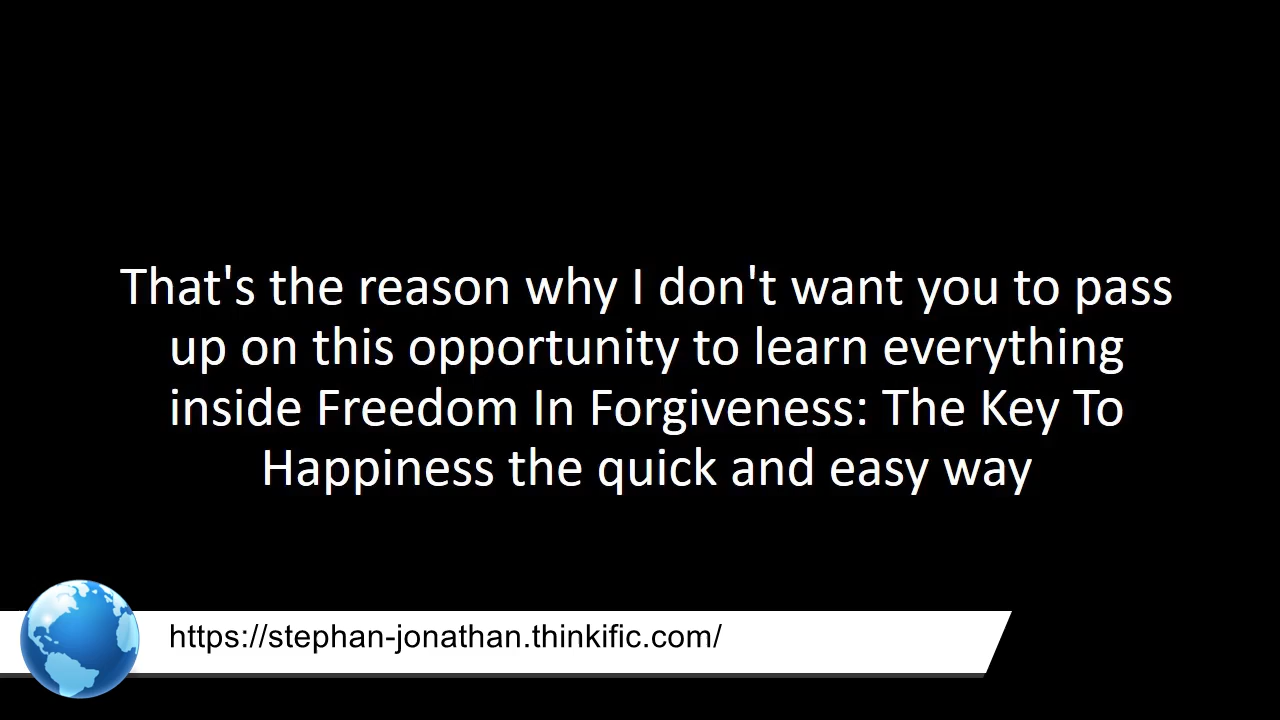 That's the reason why I don't want you to pass
up on this opportunity to learn everything
inside Freedom In Forgiveness: The Key To
Happiness the quick and easy way
https://stephan-jonathan.thinkific.com/